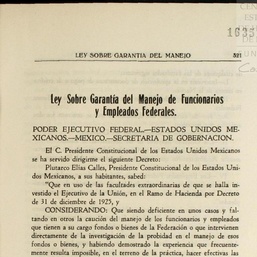 1635
LEY SOBRE GARANTIA DEL MANEJO 521
Ley Sobre Garantía del Manejo de Funcionarios
y Empleados Federales.
PODER EJECUTIVO FEDERAL.—ESTADOS UNIDOS ME-
XICANOS.—MEXICO.—SECRETARIA DE GOBERNACION.
El C. Presidente Constitucional de los Estados Unidos Mexicanos
se ha servido dirigirme el siguiente Decreto:
Plutarco Elías Calles, Presidente Constitucional de los Estados Uni-
dos Mexicanos, a sus habitantes, sabed:
"Que en uso de las facultades extraordinarias de que se halla in-
vestido el Ejecutivo de la Unión, en el Ramo de Hacienda por Decreto
de 31 de diciembre de 1925, y
CONSIDERANDO: Que siendo deficiente en unos casos y fal-
tando en otros la caución del manejo de los funcionarios y empleados
que tienen a su cargo fondos o bienes de la Federación o que intervienen
directamente de la investigación de la probidad en el manejo de esos
fondos o bienes, y habiendo demostrado la experiencia que frecuente-
mente resulta imposible, en el terreno de la práctica, hacer efectivas las